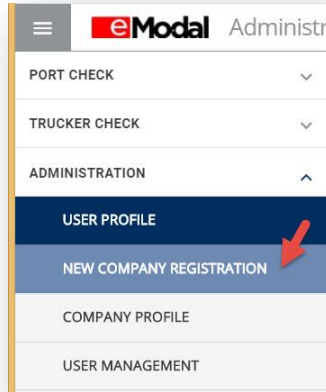 eModal Administr
PORT CHECK
TRUCKER CHECK
ADMINISTRATION
USER PROFILE
NEW COMPANY REGISTRATION
COMPANY PROFILE
USER MANAGEMENT